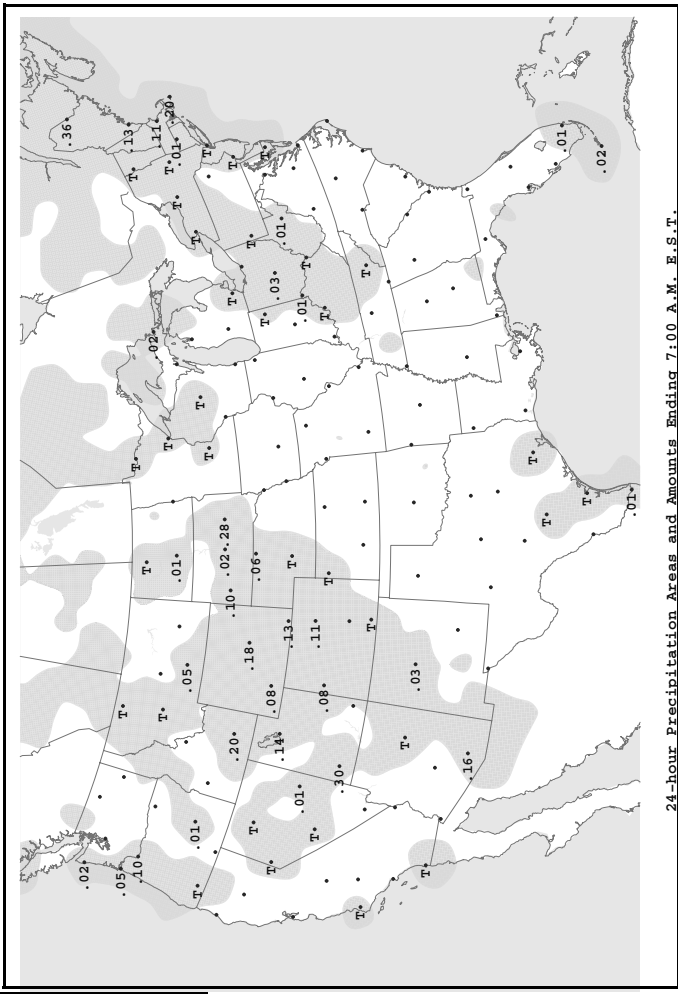 .36
.02
.05
T
.13
T
T
.10
T
.02
.11
T
T
T
.20
.01
T
.01
.05
.01
T
T
T
T
T
.02 .28
.10
T
T
.20
.18
T
T
.06
T
T
T
.08
.03
.14
.01
.13
T
.01
.01
T
T
.11
.08
T
T
.30
T
T
T
T
.03
T
.16
T
T
.01
T
.02
.01
24-hour Precipitation Areas and Amounts Ending 7:00 A.M. E.S.T.